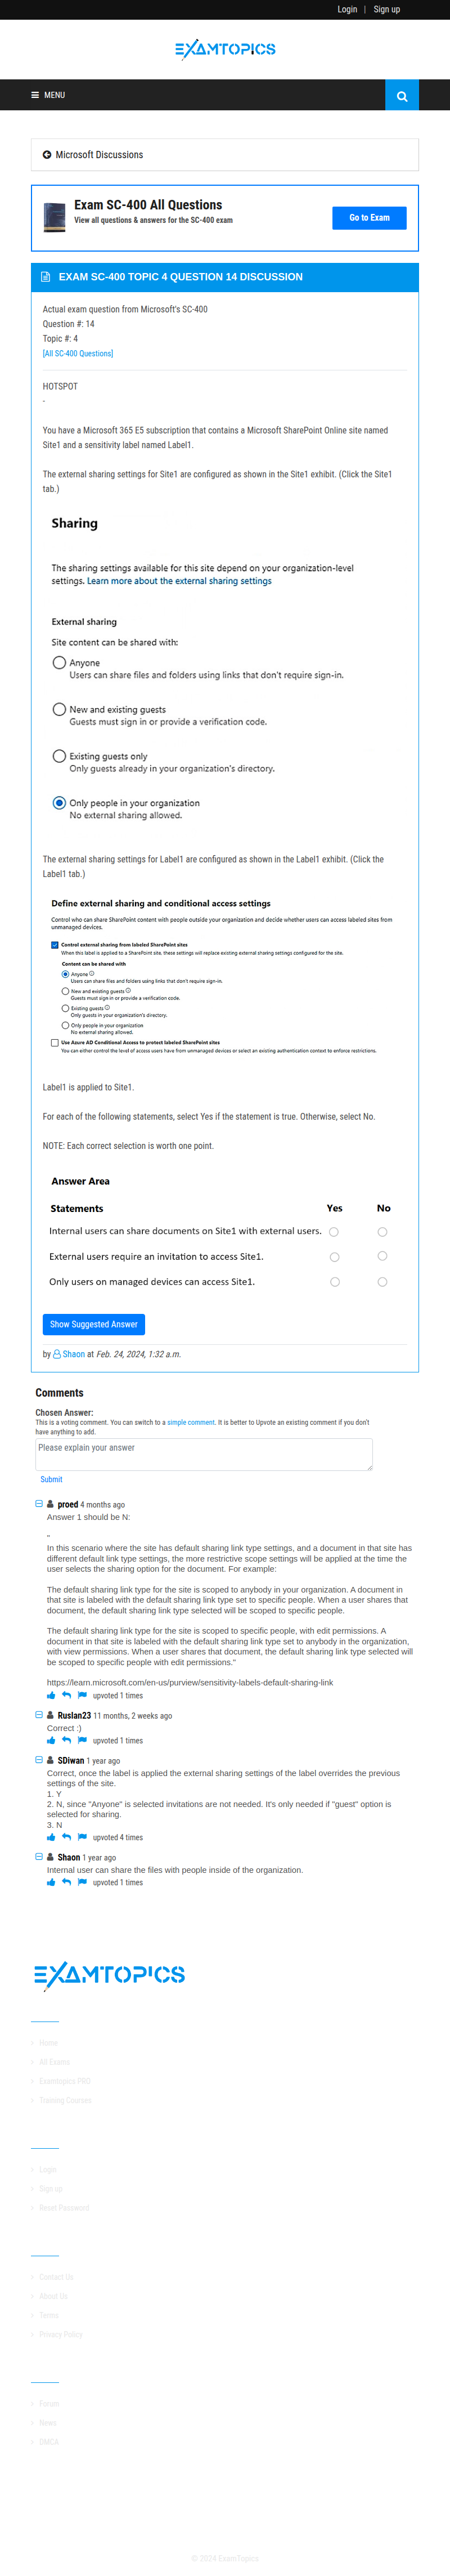 Login | Sign up
EXAMTOPICS
MENU
Microsoft Discussions
Exam SC-400 All Questions
View all questions & answers for the SC-400 exam
Go to Exam
EXAM SC-400 TOPIC 4 QUESTION 14 DISCUSSION
Actual exam question from Microsoft's SC-400
Question #: 14
Topic #: 4
[All SC-400 Questions]
HOTSPOT
-
You have a Microsoft 365 E5 subscription that contains a Microsoft SharePoint Online site named
Site1 and a sensitivity label named Label1.
The external sharing settings for Site1 are configured as shown in the Site1 exhibit. (Click the Site1
tab.)
Sharing
The sharing settings available for this site depend on your organization-level
settings. Learn more about the external sharing settings
External sharing
Site content can be shared with:
Anyone
Users can share files and folders using links that don't require sign-in.
New and existing guests
Guests must sign in or provide a verification code.
Existing guests only
Only guests already in your organization's directory.
Only people in your organization
No external sharing allowed.
The external sharing settings for Label1 are configured as shown in the Label1 exhibit. (Click the
Label1 tab.)
Define external sharing and conditional access settings
Control who can share SharePoint content with people outside your organization and decide whether users can access labeled sites from
unmanaged devices.
Control external sharing from labeled SharePoint sites
When this label is applied to a SharePoint site, these settings will replace existing external sharing settings configured for the site.
Content can be shared with
Anyone
Users can share files and folders using links that don't require sign-in.
New and existing guests
Guests must sign in or provide a verification code.
Existing guests
Only guests in your organization's directory.
Only people in your organization
No external sharing allowed.
Use Azure AD Conditional Access to protect labeled SharePoint sites
You can either control the level of access users have from unmanaged devices or select an existing authentication context to enforce restrictions.
Label1 is applied to Site1.
For each of the following statements, select Yes if the statement is true. Otherwise, select No.
NOTE: Each correct selection is worth one point.
Answer Area
Statements Yes No
Internal users can share documents on Site1 with external users.
External users require an invitation to access Site1.
Only users on managed devices can access Site1.
Show Suggested Answer
by Shaon at Feb. 24, 2024, 1:32 a.m.
Comments
Chosen Answer:
This is a voting comment. You can switch to a simple comment. It is better to Upvote an existing comment if you don't
have anything to add.
Please explain your answer
Submit
proed 4 months ago
Answer 1 should be N:
"
In this scenario where the site has default sharing link type settings, and a document in that site has
different default link type settings, the more restrictive scope settings will be applied at the time the
user selects the sharing option for the document. For example:
The default sharing link type for the site is scoped to anybody in your organization. A document in
that site is labeled with the default sharing link type set to specific people. When a user shares that
document, the default sharing link type selected will be scoped to specific people.
The default sharing link type for the site is scoped to specific people, with edit permissions. A
document in that site is labeled with the default sharing link type set to anybody in the organization,
with view permissions. When a user shares that document, the default sharing link type selected will
be scoped to specific people with edit permissions."
https://learn.microsoft.com/en-us/purview/sensitivity-labels-default-sharing-link
upvoted 1 times
Ruslan23 11 months, 2 weeks ago
Correct :)
upvoted 1 times
SDiwan 1 year ago
Correct, once the label is applied the external sharing settings of the label overrides the previous
settings of the site.
1. Y
2. N, since "Anyone" is selected invitations are not needed. It's only needed if "guest" option is
selected for sharing.
3. N
upvoted 4 times
Shaon 1 year ago
Internal user can share the files with people inside of the organization.
upvoted 1 times
EXAMTOPICS
Home
All Exams
Examtopics PRO
Training Courses
Login
Sign up
Reset Password
Contact Us
About Us
Terms
Privacy Policy
Forum
News
DMCA
© 2024 ExamTopics